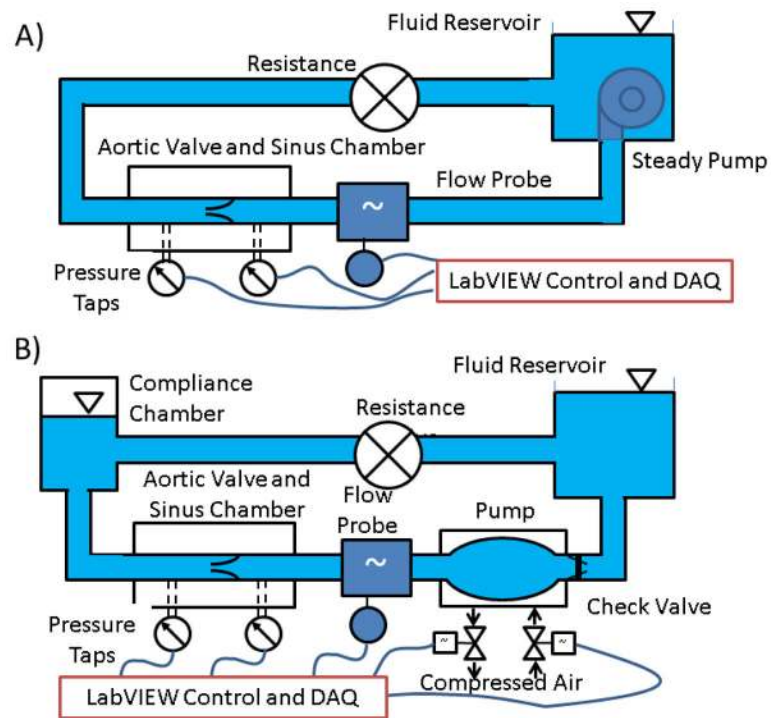 A)
Fluid Reservoir
Resistance
Aortic Valve and Sinus Chamber
Steady Pump
Flow Probe
~
Pressure
Taps
LabVIEW Control and DAQ
B)
Compliance
Chamber
Fluid Reservoir
Resistance
Aortic Valve and
Sinus Chamber
Flow
Probe
~
Pump
Check Valve
Pressure
Taps
~
~
Compressed Air
LabVIEW Control and DAQ